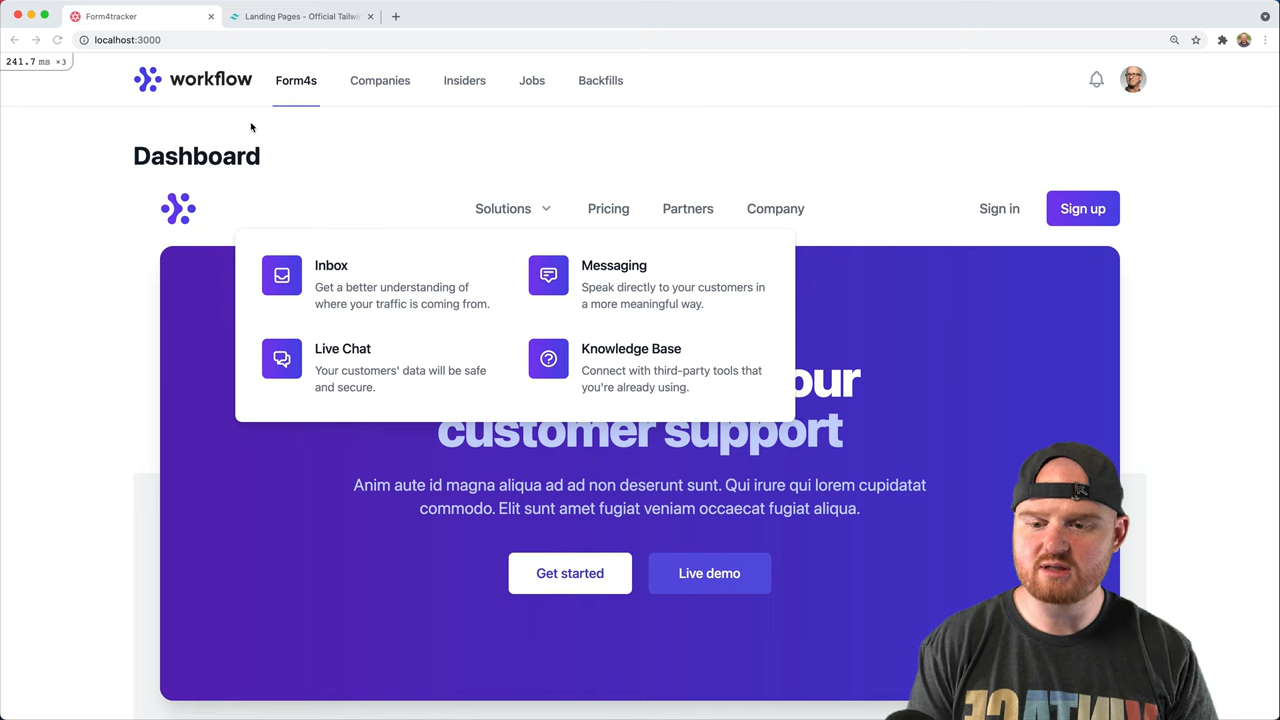 Form4tracker
Landing Pages - Official Tailwi
localhost:3000
241.7 ms ×3
workflow
Form4s
Companies
Insiders
Jobs
Backfills
Dashboard
Solutions
Pricing
Partners
Company
Sign in
Sign up
Inbox
Get a better understanding of
where your traffic is coming from.
Messaging
Speak directly to your customers in
a more meaningful way.
Live Chat
Your customers' data will be safe
and secure.
Knowledge Base
Connect with third-party tools that
you're already using.
our
customer support
Anim aute id magna aliqua ad ad non deserunt sunt. Qui irure qui lorem cupidatat
commodo. Elit sunt amet fugiat veniam occaecat fugiat aliqua.
Get started
Live demo